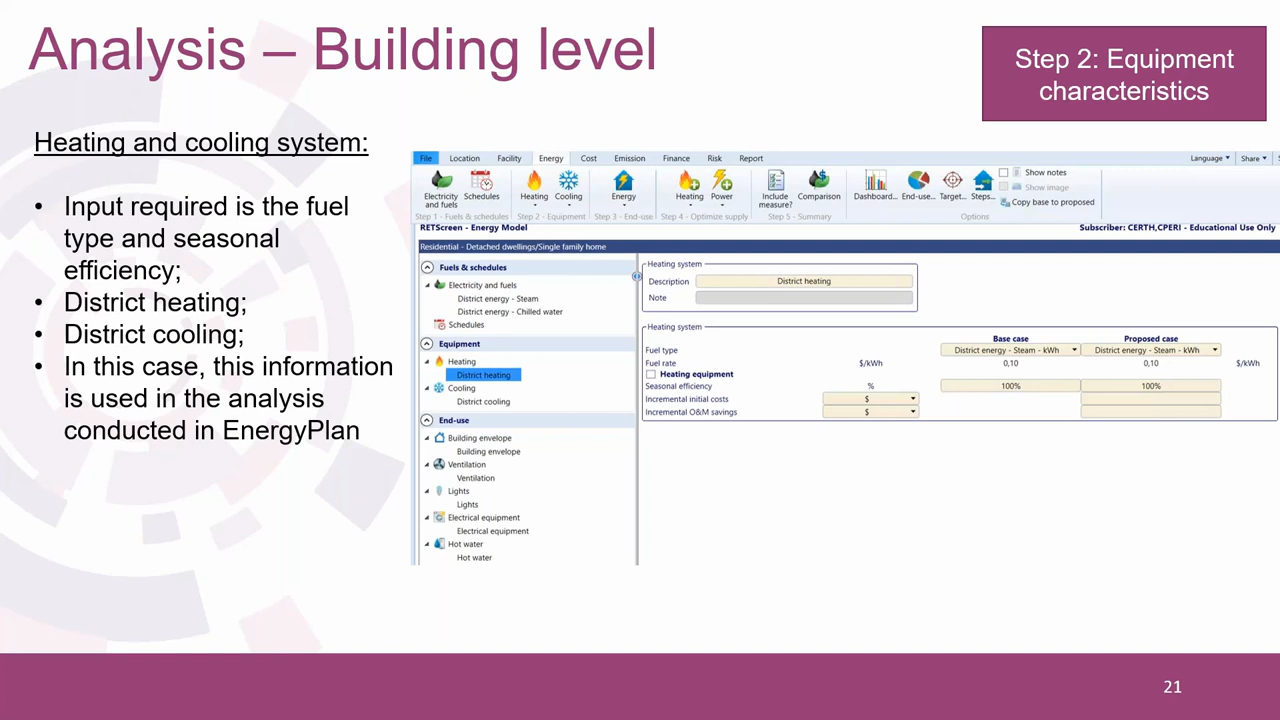 Analysis – Building level
Step 2: Equipment
characteristics
Heating and cooling system:
• Input required is the fuel
type and seasonal
efficiency;
• District heating;
• District cooling;
• In this case, this information
is used in the analysis
conducted in EnergyPlan
File Location Facility Energy Cost Emission Finance Risk Report Language Share
Electricity and fuels Schedules Heating Cooling Energy Heating Power Include measure? Comparison Dashboard... End-use... Target... Steps...
Show notes
Show image
Copy base to proposed
Step 1 - Fuels & schedules Step 2 - Equipment Step 3 - End-use Step 4 - Optimize supply Step 5 - Summary Options
RETScreen - Energy Model Subscriber: CERTH,CPERI - Educational Use Only
Residential - Detached dwellings/Single family home
Fuels & schedules
Electricity and fuels
District energy - Steam
District energy - Chilled water
Schedules
Equipment
Heating
District heating
Cooling
District cooling
End-use
Building envelope
Building envelope
Ventilation
Ventilation
Lights
Lights
Electrical equipment
Electrical equipment
Hot water
Hot water
Heating system
Description District heating
Note
Heating system
Base case Proposed case
Fuel type District energy - Steam - kWh District energy - Steam - kWh
Fuel rate $/kWh 0,10 0,10 $/kWh
Heating equipment
Seasonal efficiency % 100% 100%
Incremental initial costs $
Incremental O&M savings $
21